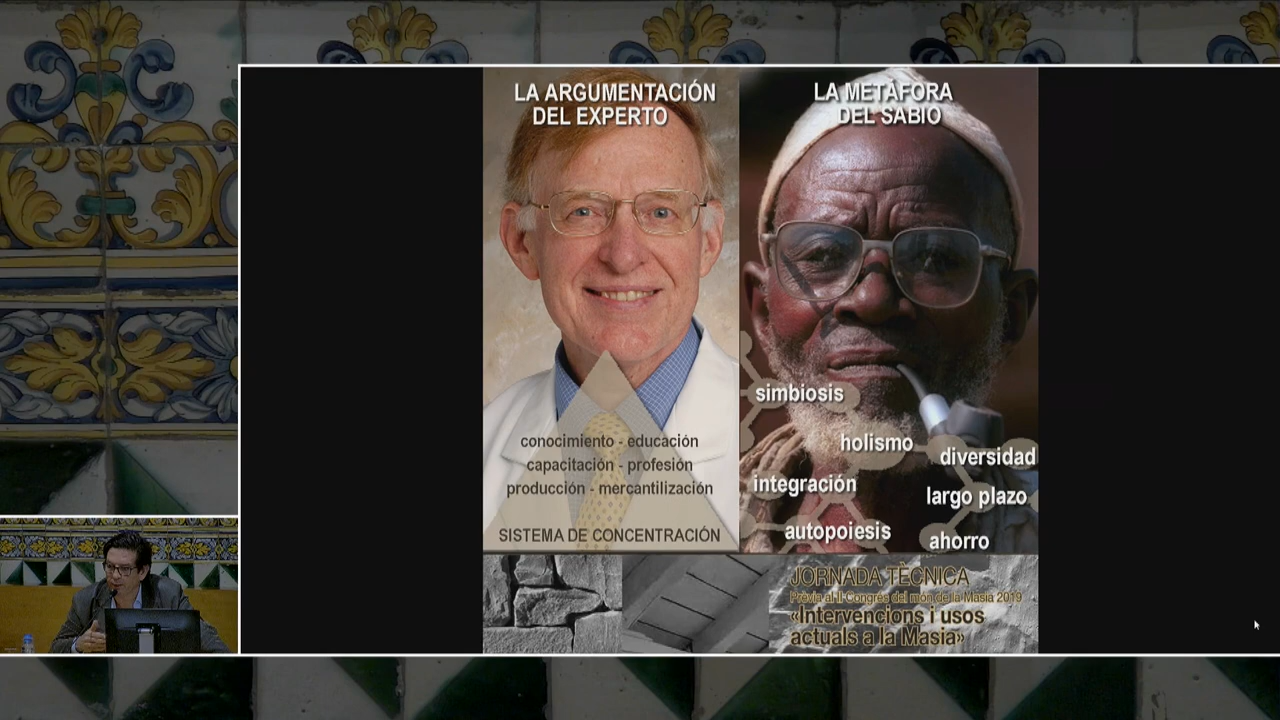 LA ARGUMENTACIÓN
DEL EXPERTO
conocimiento - educación
capacitación - profesión
producción - mercantilización
SISTEMA DE CONCENTRACIÓN
LA METÁFORA
DEL SABIO
simbiosis
holismo
diversidad
integración
largo plazo
autopoiesis
ahorro
JORNADA TÈCNICA
Prèvia al II Congrés del món de la Masia 2019
«Intervencions i usos
actuals a la Masia»